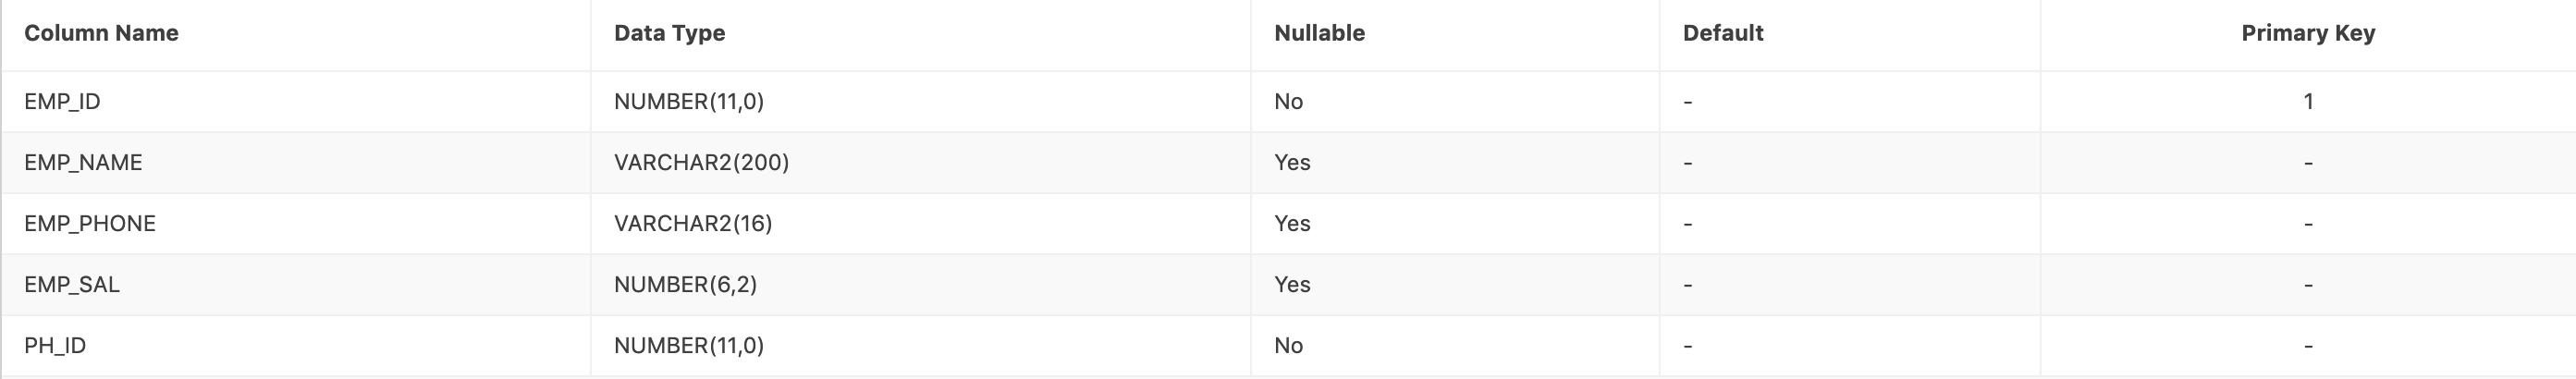 Column Name Data Type Nullable Default Primary Key
EMP_ID NUMBER(11,0) No - 1
EMP_NAME VARCHAR2(200) Yes - -
EMP_PHONE VARCHAR2(16) Yes - -
EMP_SAL NUMBER(6,2) Yes - -
PH_ID NUMBER(11,0) No - -